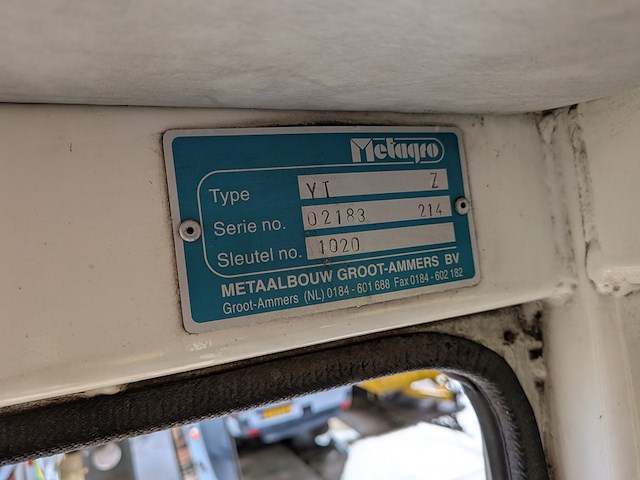 Metagro
Type YT Z
Serie no. 02183 214
Sleutel no. 1020
METAALBOUW GROOT-AMMERS BV
Groot-Ammers (NL) 0184 - 601 688 Fax 0184 - 602 182